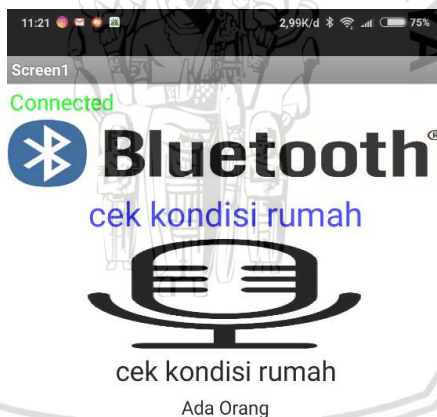 11:21 2,99K/d 75%
Screen1
Connected
Bluetooth®
cek kondisi rumah
cek kondisi rumah
Ada Orang